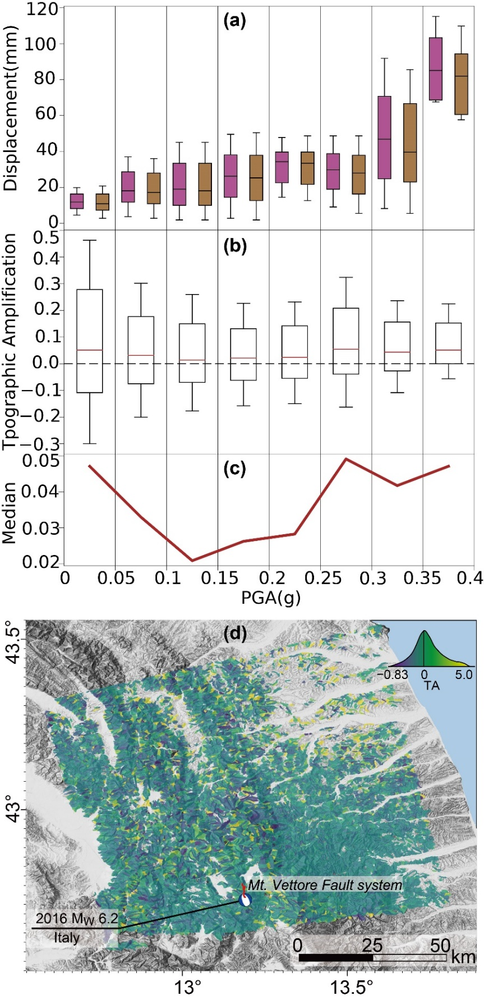 (a)
Displacement(mm)
120
100
80
60
40
20
0
(b)
Tpographic Amplification
0.5
0.4
0.3
0.2
0.1
0.0
−0.1
−0.2
−0.3
(c)
Median
0.05
0.04
0.03
0.02
0 0.05 0.1 0.15 0.2 0.25 0.3 0.35 0.4
PGA(g)
(d)
43.5°
43°
−0.83 0 5.0
TA
Mt. Vettore Fault system
2016 MW 6.2
Italy
0 25 50
km
13° 13.5°